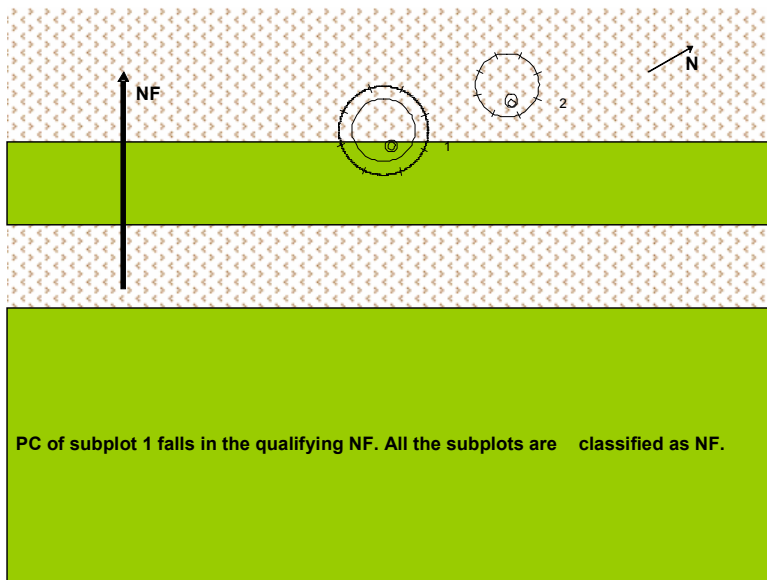 N
NF
2
1
PC of subplot 1 falls in the qualifying NF. All the subplots are classified as NF.